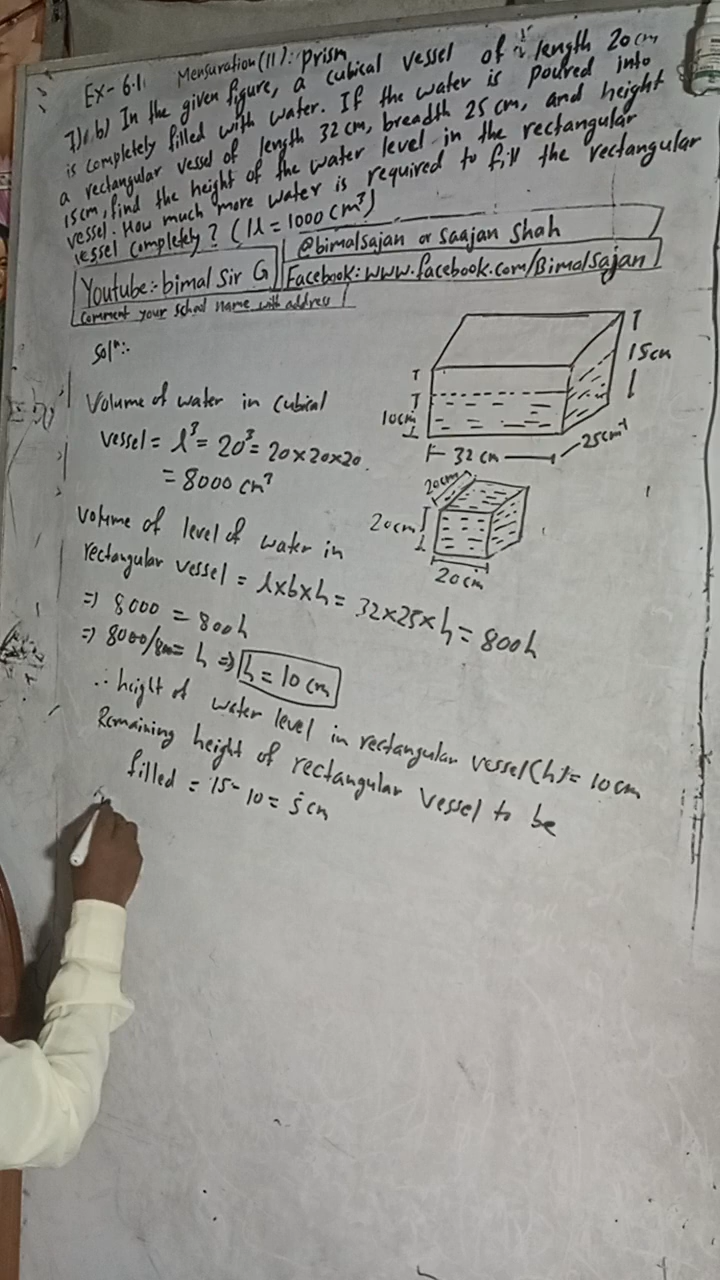 Ex-6.1. Mensuration (II): Prism
7) b) In the given figure, a cubical vessel of length 20cm
is completely filled with water. If the water is poured into
a rectangular vessel of length 32 cm, breadth 25 cm, and height
15cm, find the height of the water level in the rectangular
vessel. How much more water is required to fill the rectangular
vessel completely? (1l = 1000 cm³)
@bimalsajan or Saajan Shah
Youtube:- bimal Sir G
Facebook: www.facebook.com/BimalSajan
Comment your school name with address
Solⁿ:-
15cm
10cm
32 cm
25cm
Volume of water in cubical
vessel = l³ = 20³ = 20×20×20
= 8000 cm³
20cm
20cm
20cm
Volume of level of water in
rectangular vessel = l×b×h = 32×25×h = 800h
=> 8000 = 800h
=> 8000/800 = h => h = 10 cm
∴ height of water level in rectangular vessel (h) = 10cm
Remaining height of rectangular vessel to be
filled = 15-10 = 5cm